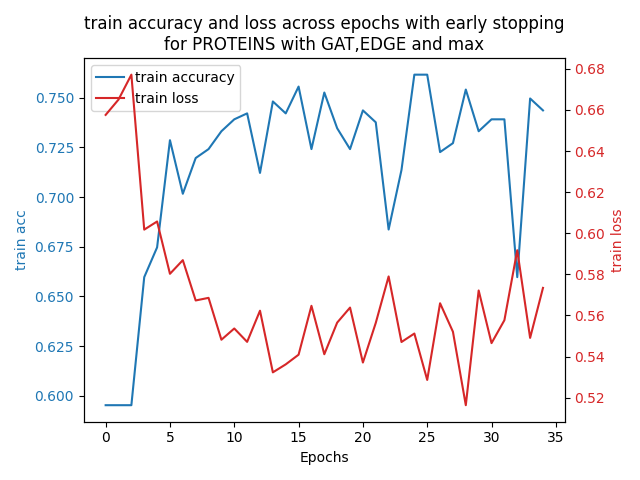 train accuracy and loss across epochs with early stopping
for PROTEINS with GAT,EDGE and max
train accuracy
train loss
train acc
0.750
0.725
0.700
0.675
0.650
0.625
0.600
0.68
0.66
0.64
0.62
0.60
0.58
0.56
0.54
0.52
train loss
0 5 10 15 20 25 30 35
Epochs